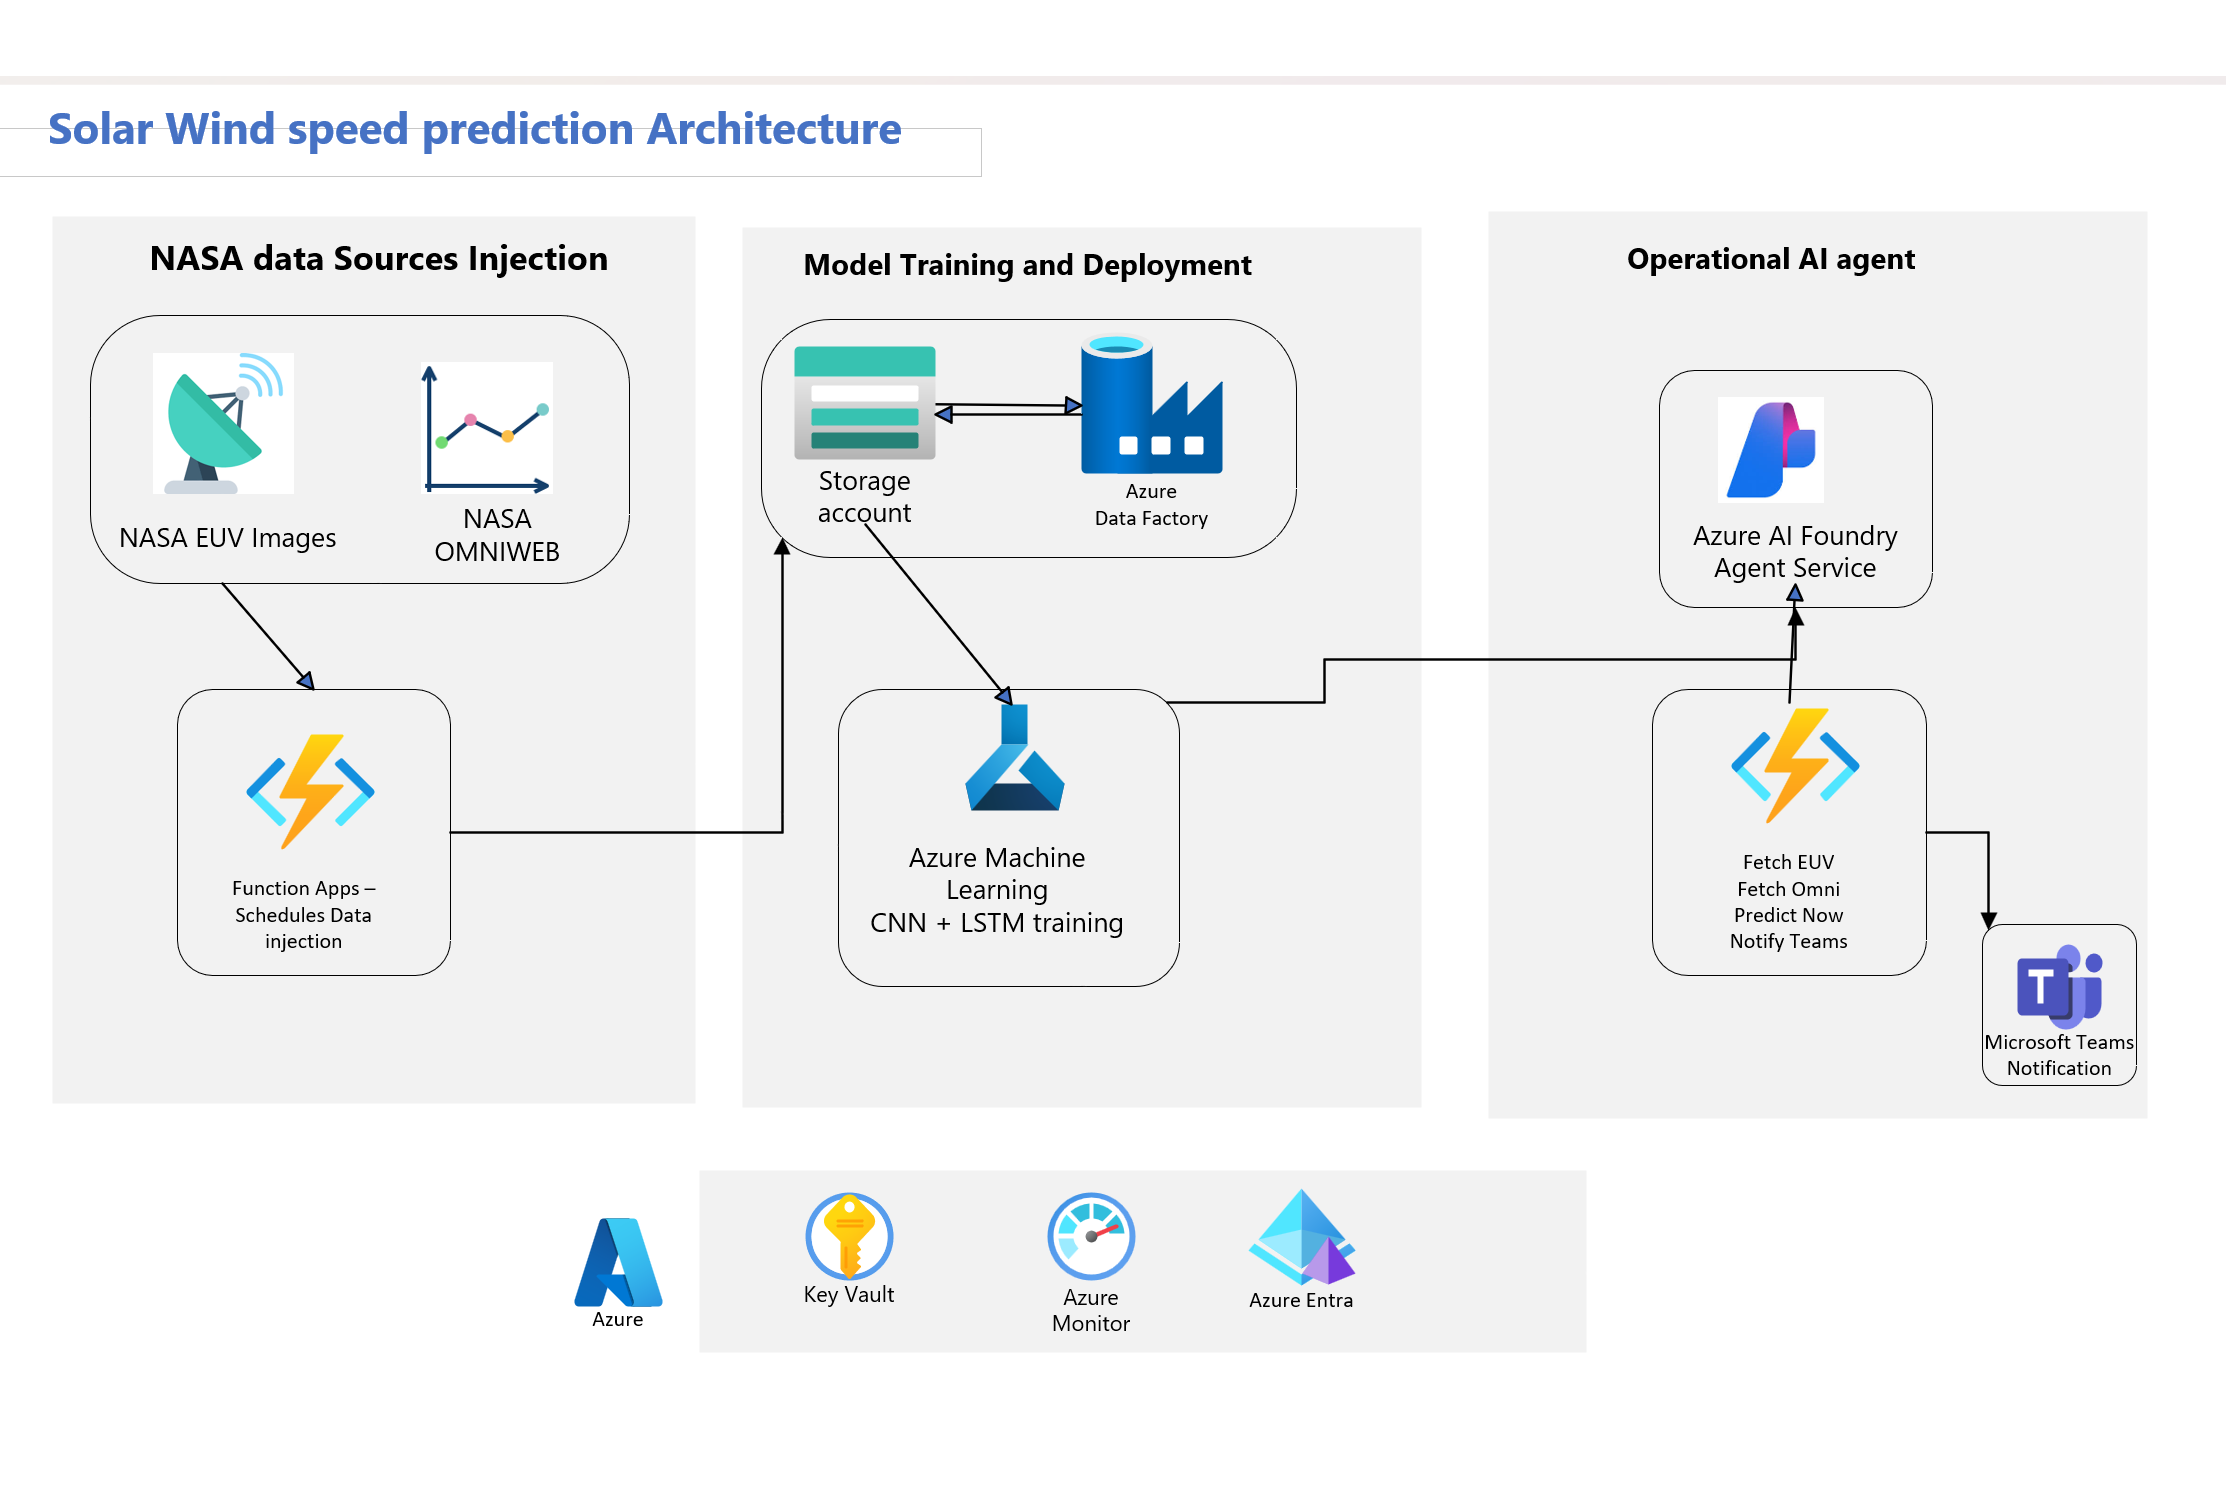 Solar Wind speed prediction Architecture
NASA data Sources Injection
NASA EUV Images
NASA
OMNIWEB
Function Apps –
Schedules Data
injection
Model Training and Deployment
Storage
account
Azure
Data Factory
Azure Machine
Learning
CNN + LSTM training
Operational AI agent
Azure AI Foundry
Agent Service
Fetch EUV
Fetch Omni
Predict Now
Notify Teams
T
Microsoft Teams
Notification
Azure
Key Vault
Azure
Monitor
Azure Entra